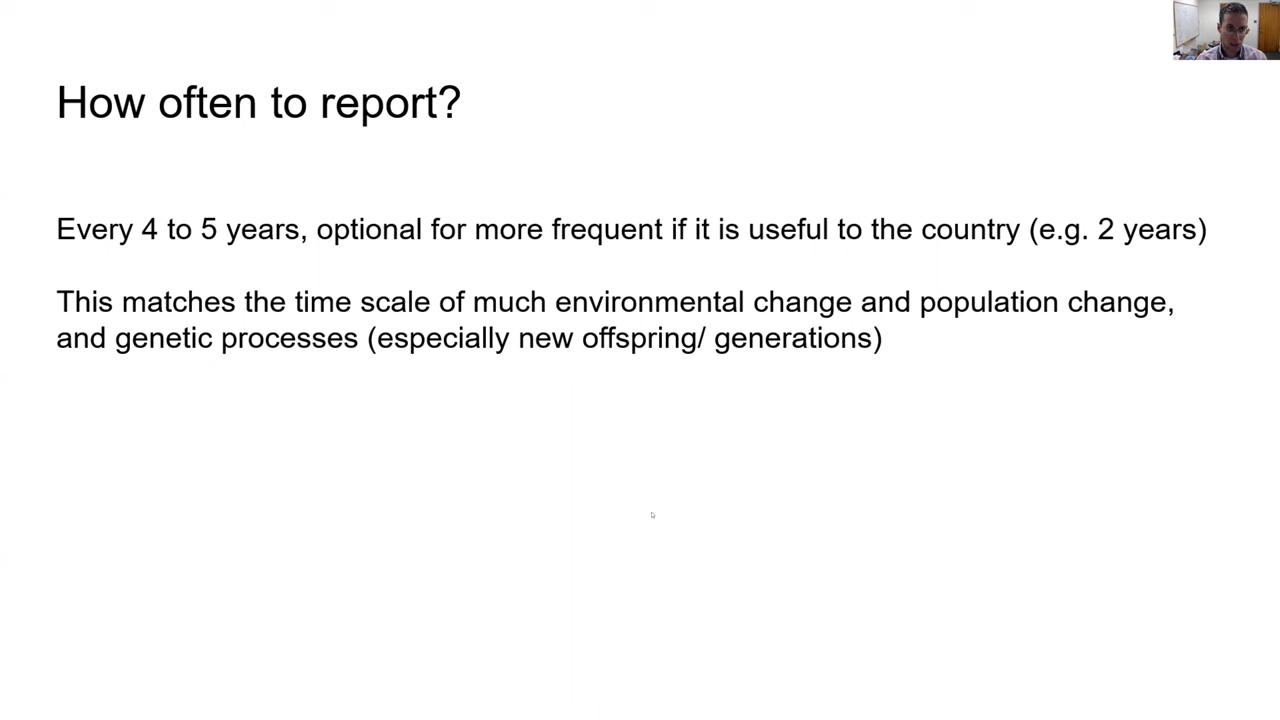 How often to report?
Every 4 to 5 years, optional for more frequent if it is useful to the country (e.g. 2 years)
This matches the time scale of much environmental change and population change,
and genetic processes (especially new offspring/ generations)